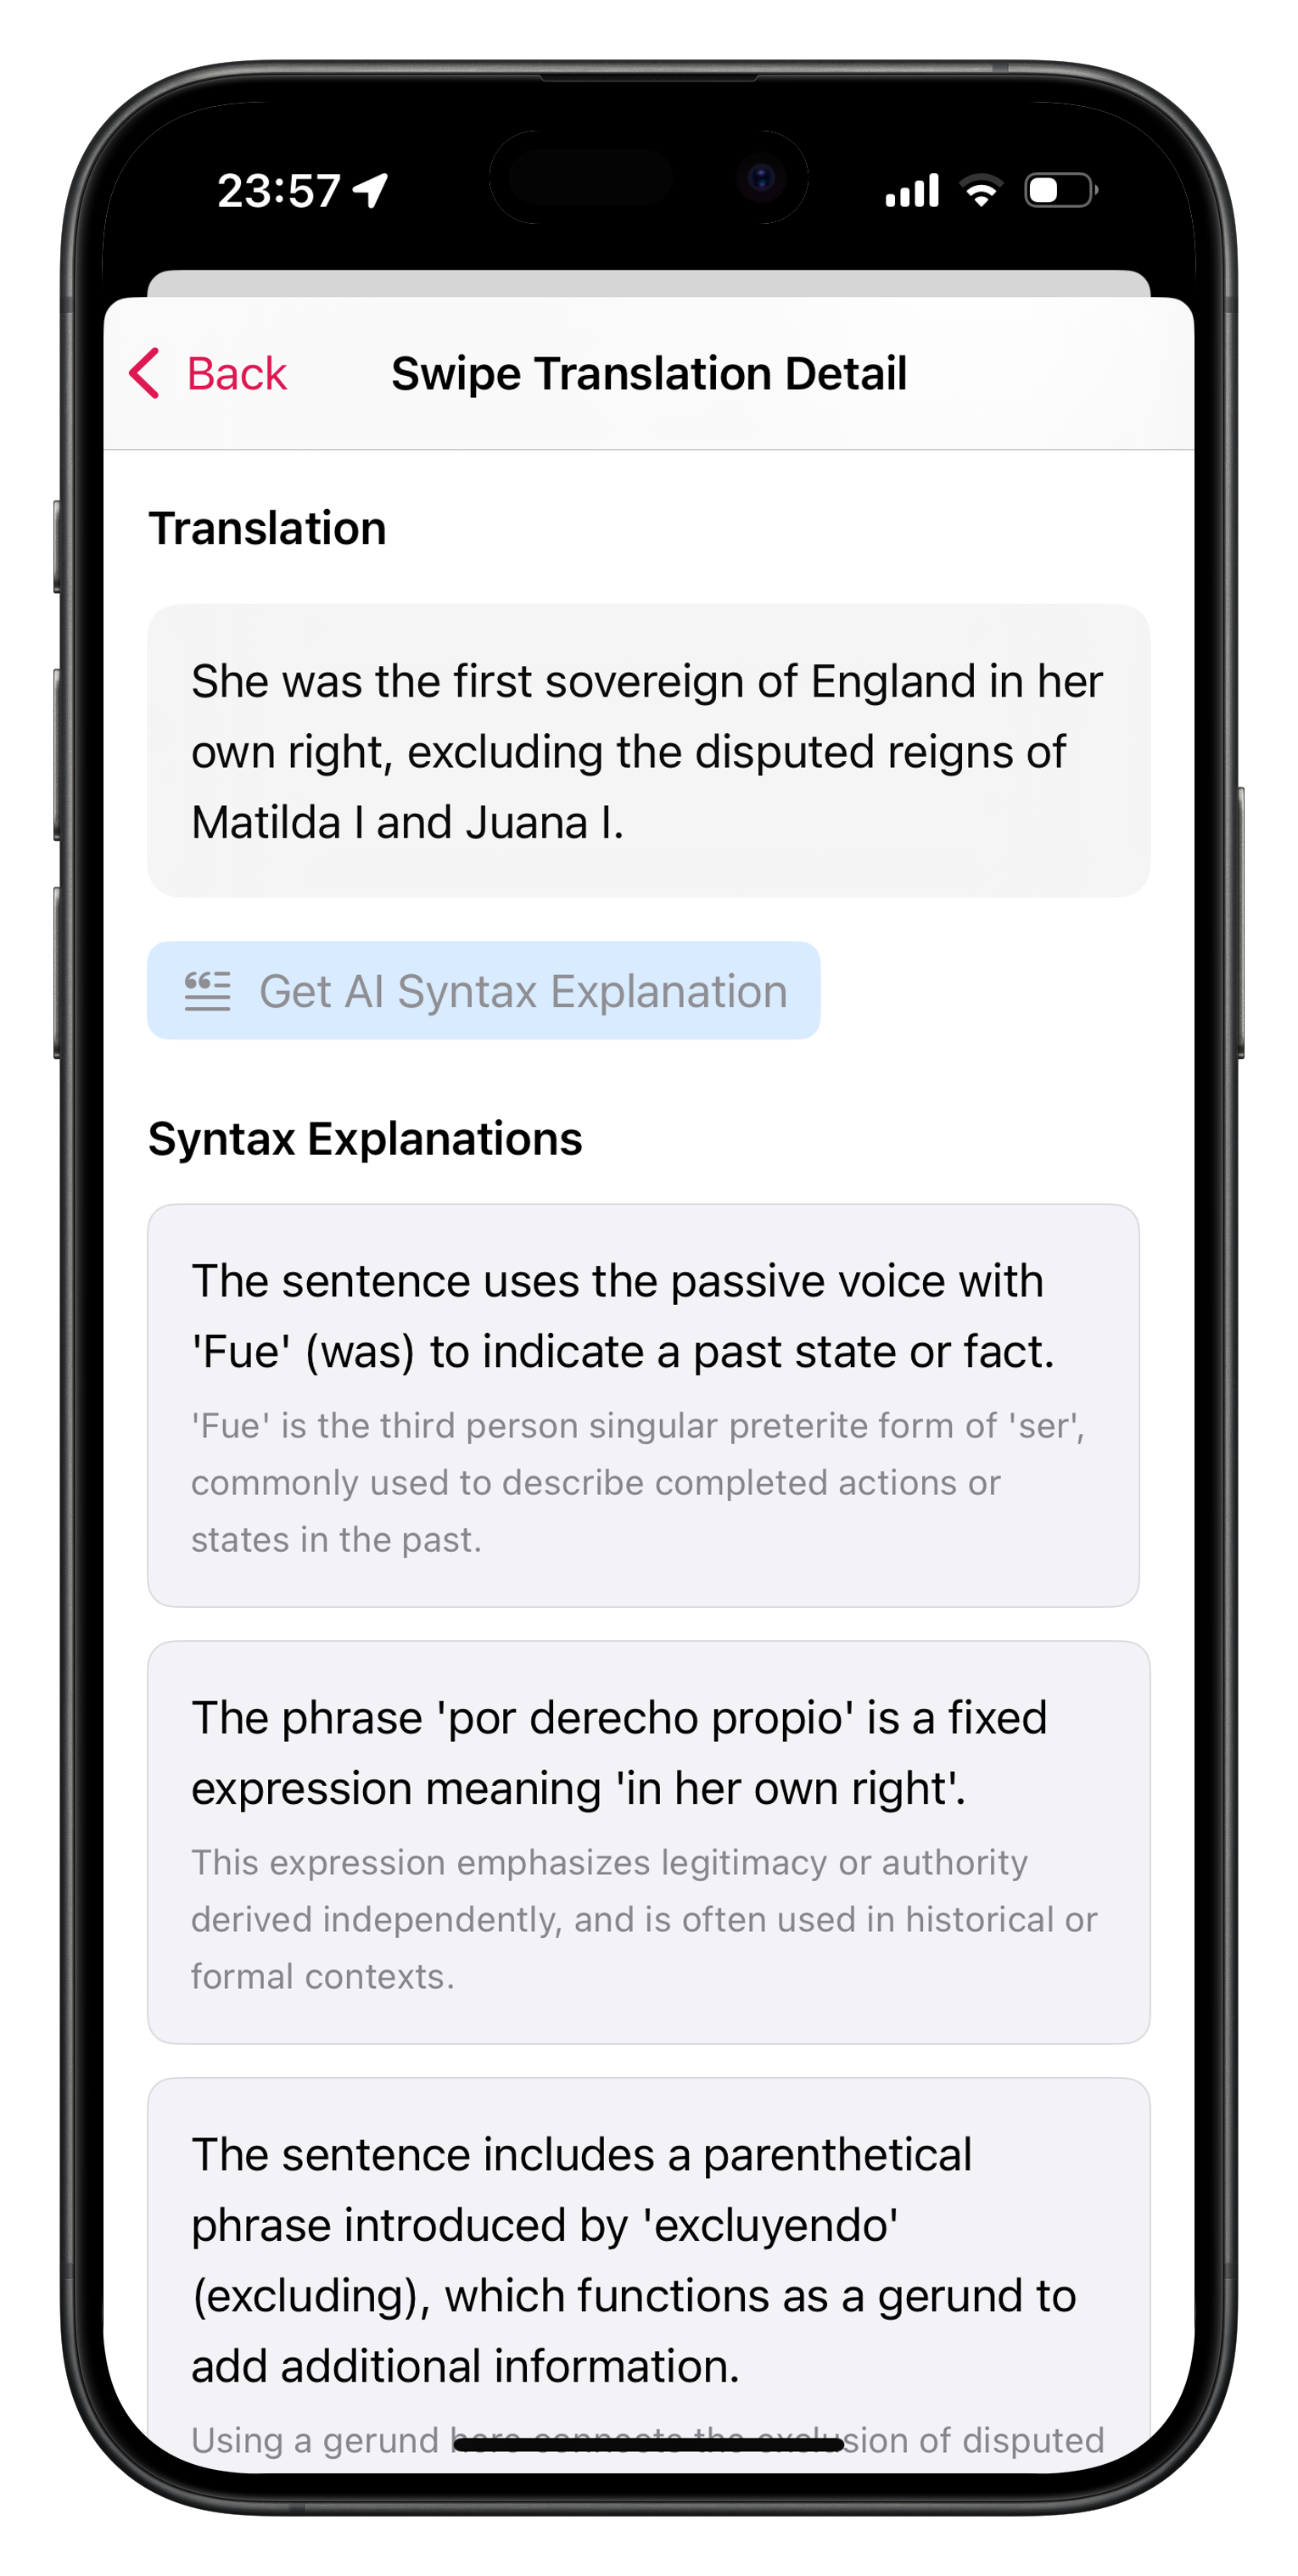 23:57
Back
Swipe Translation Detail
Translation
She was the first sovereign of England in her
own right, excluding the disputed reigns of
Matilda I and Juana I.
Get AI Syntax Explanation
Syntax Explanations
The sentence uses the passive voice with
'Fue' (was) to indicate a past state or fact.
'Fue' is the third person singular preterite form of 'ser',
commonly used to describe completed actions or
states in the past.
The phrase 'por derecho propio' is a fixed
expression meaning 'in her own right'.
This expression emphasizes legitimacy or authority
derived independently, and is often used in historical or
formal contexts.
The sentence includes a parenthetical
phrase introduced by 'excluyendo'
(excluding), which functions as a gerund to
add additional information.
Using a gerund here connects the exclusion of disputed